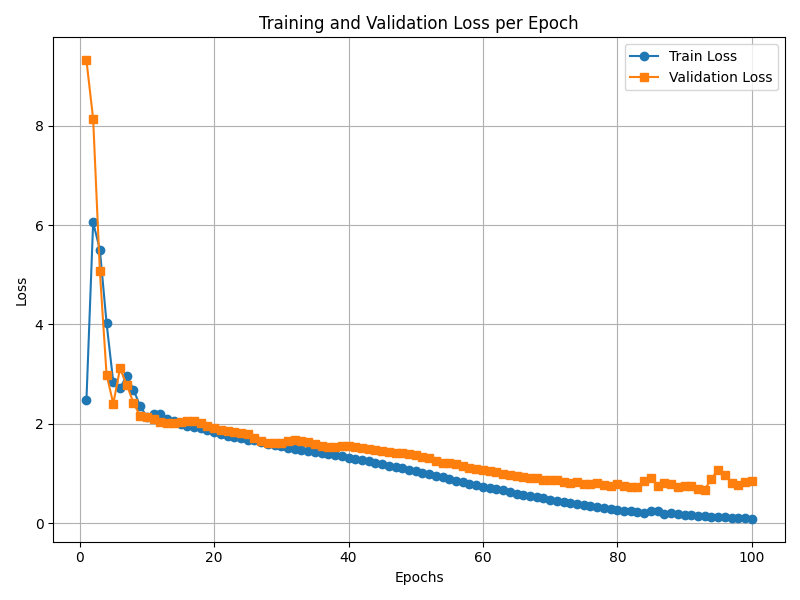 Training and Validation Loss per Epoch
Train Loss
Validation Loss
Loss
8
6
4
2
0
0 20 40 60 80 100
Epochs